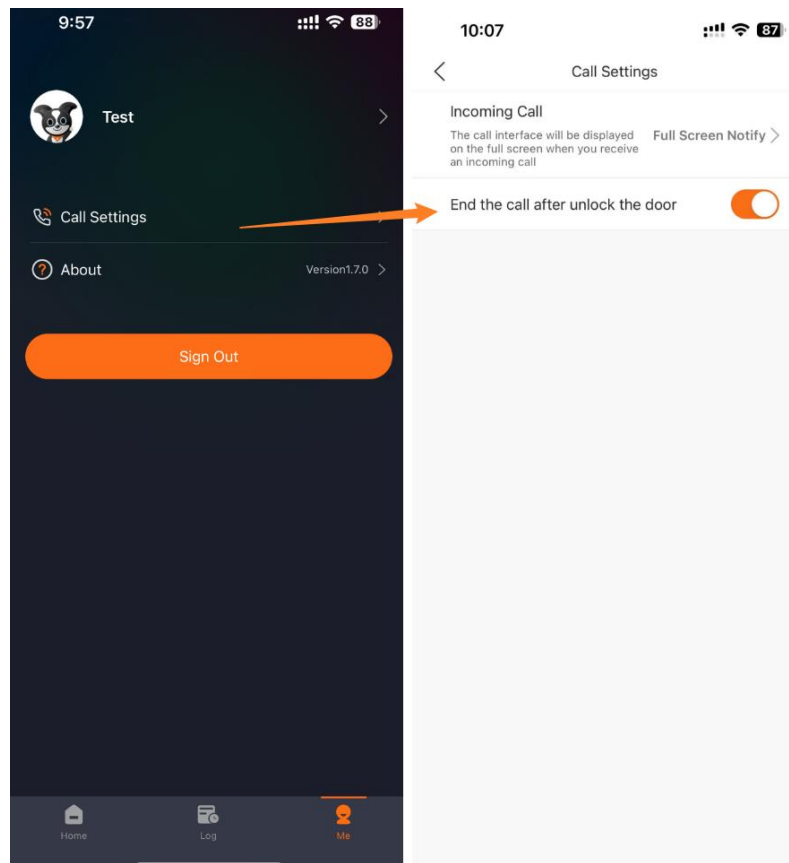 9:57
88
Test
Call Settings
About
Version1.7.0
Sign Out
Home
Log
Me
10:07
87
Call Settings
Incoming Call
The call interface will be displayed
on the full screen when you receive
an incoming call
Full Screen Notify
End the call after unlock the door